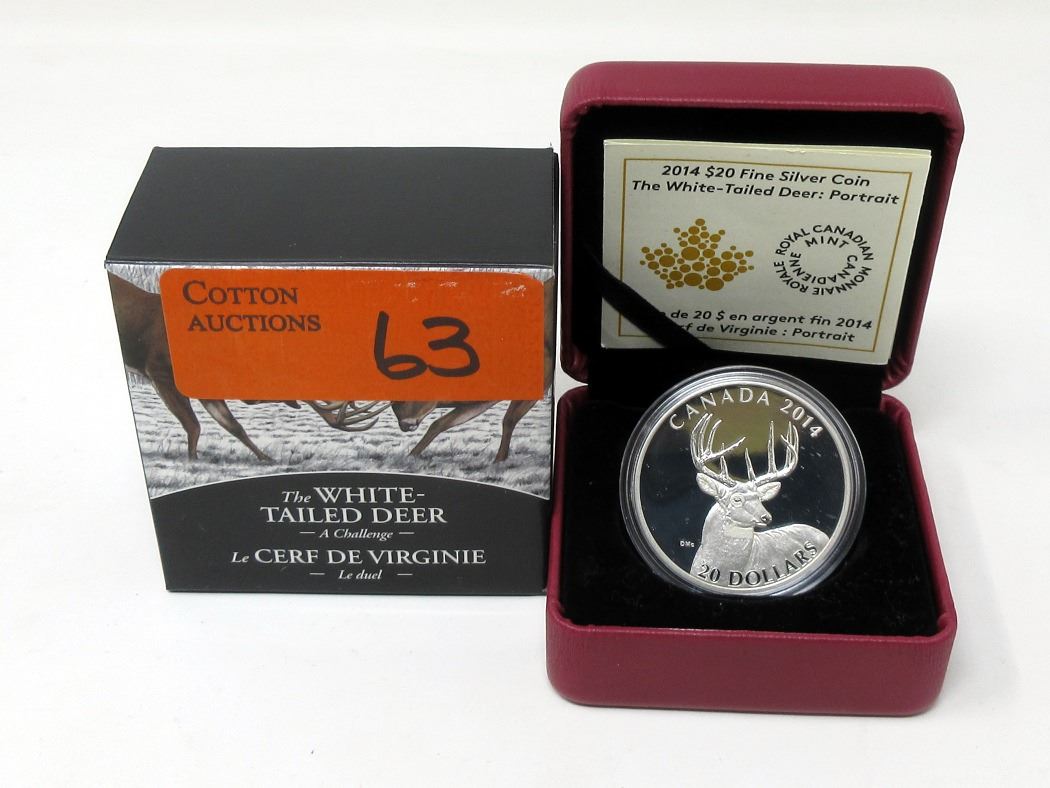 COTTON
AUCTIONS
63
The WHITE-
TAILED DEER
— A Challenge —
Le CERF DE VIRGINIE
— Le duel —
2014 $20 Fine Silver Coin
The White-Tailed Deer: Portrait
ROYAL CANADIAN MINT
MONNAIE ROYALE CANADIENNE
de 20 $ en argent fin 2014
de Virginie : Portrait
CANADA 2014
DMc
20 DOLLARS